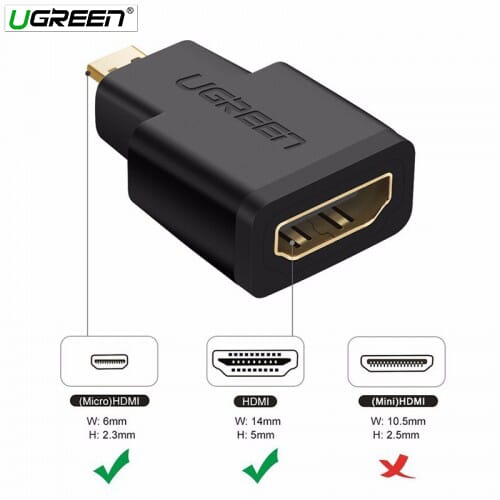 UGREEN
UGREEN
(Micro)HDMI
HDMI
(Mini)HDMI
W: 6mm
H: 2.3mm
W: 14mm
H: 5mm
W: 10.5mm
H: 2.5mm